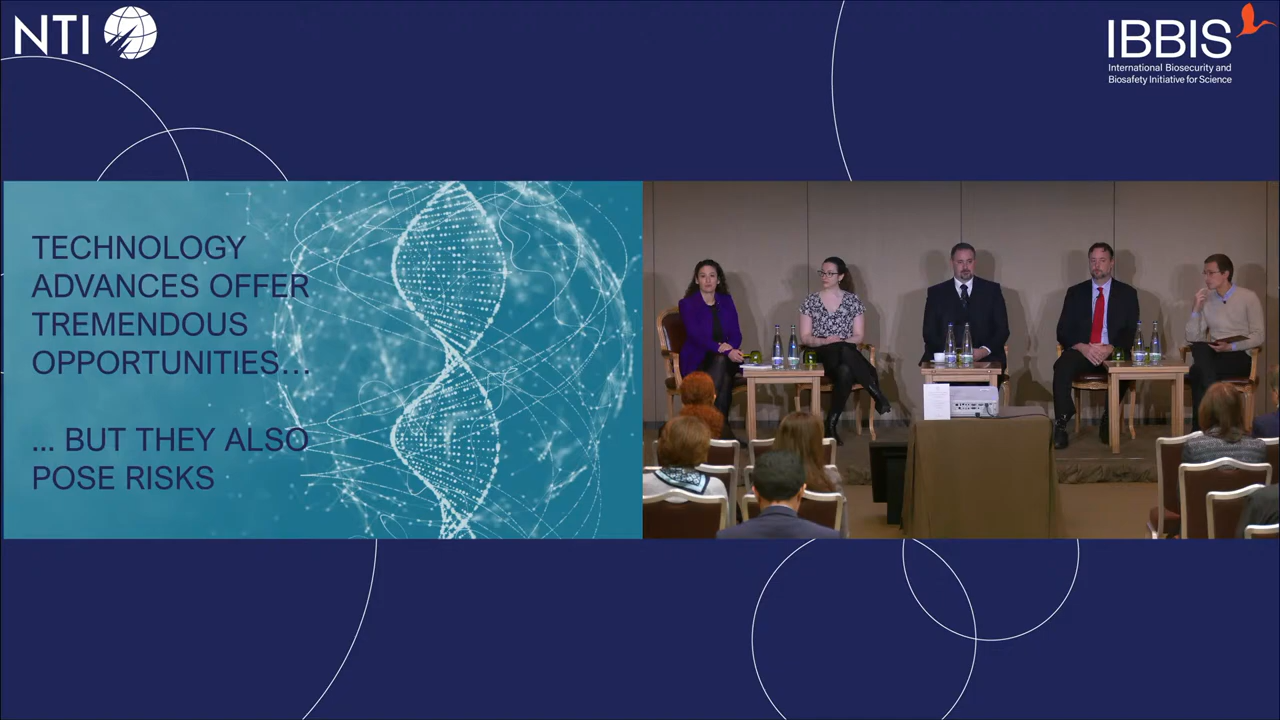 NTI
IBBIS
International Biosecurity and
Biosafety Initiative for Science
TECHNOLOGY
ADVANCES OFFER
TREMENDOUS
OPPORTUNITIES...
... BUT THEY ALSO
POSE RISKS